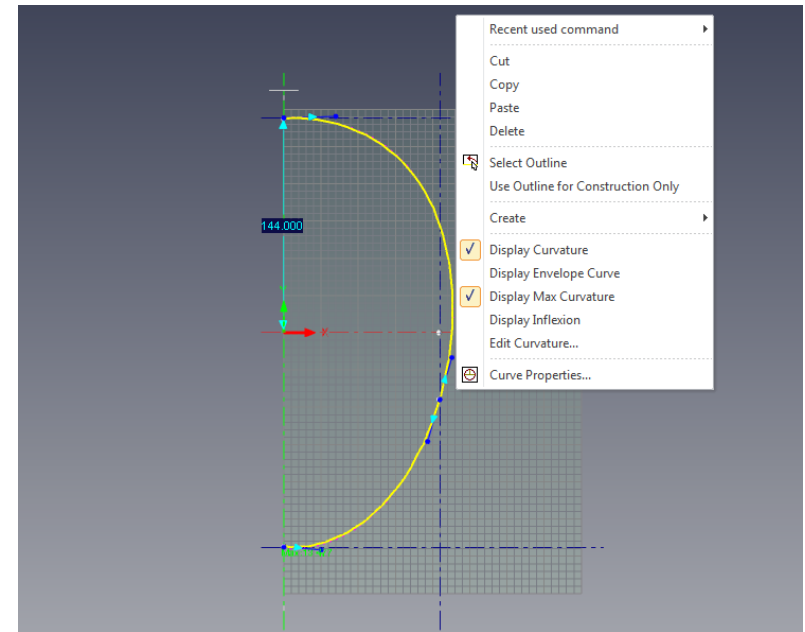 Recent used command
Cut
Copy
Paste
Delete
Select Outline
Use Outline for Construction Only
144.000
Create
Display Curvature
Display Envelope Curve
Display Max Curvature
Display Inflexion
Edit Curvature...
X
Curve Properties...